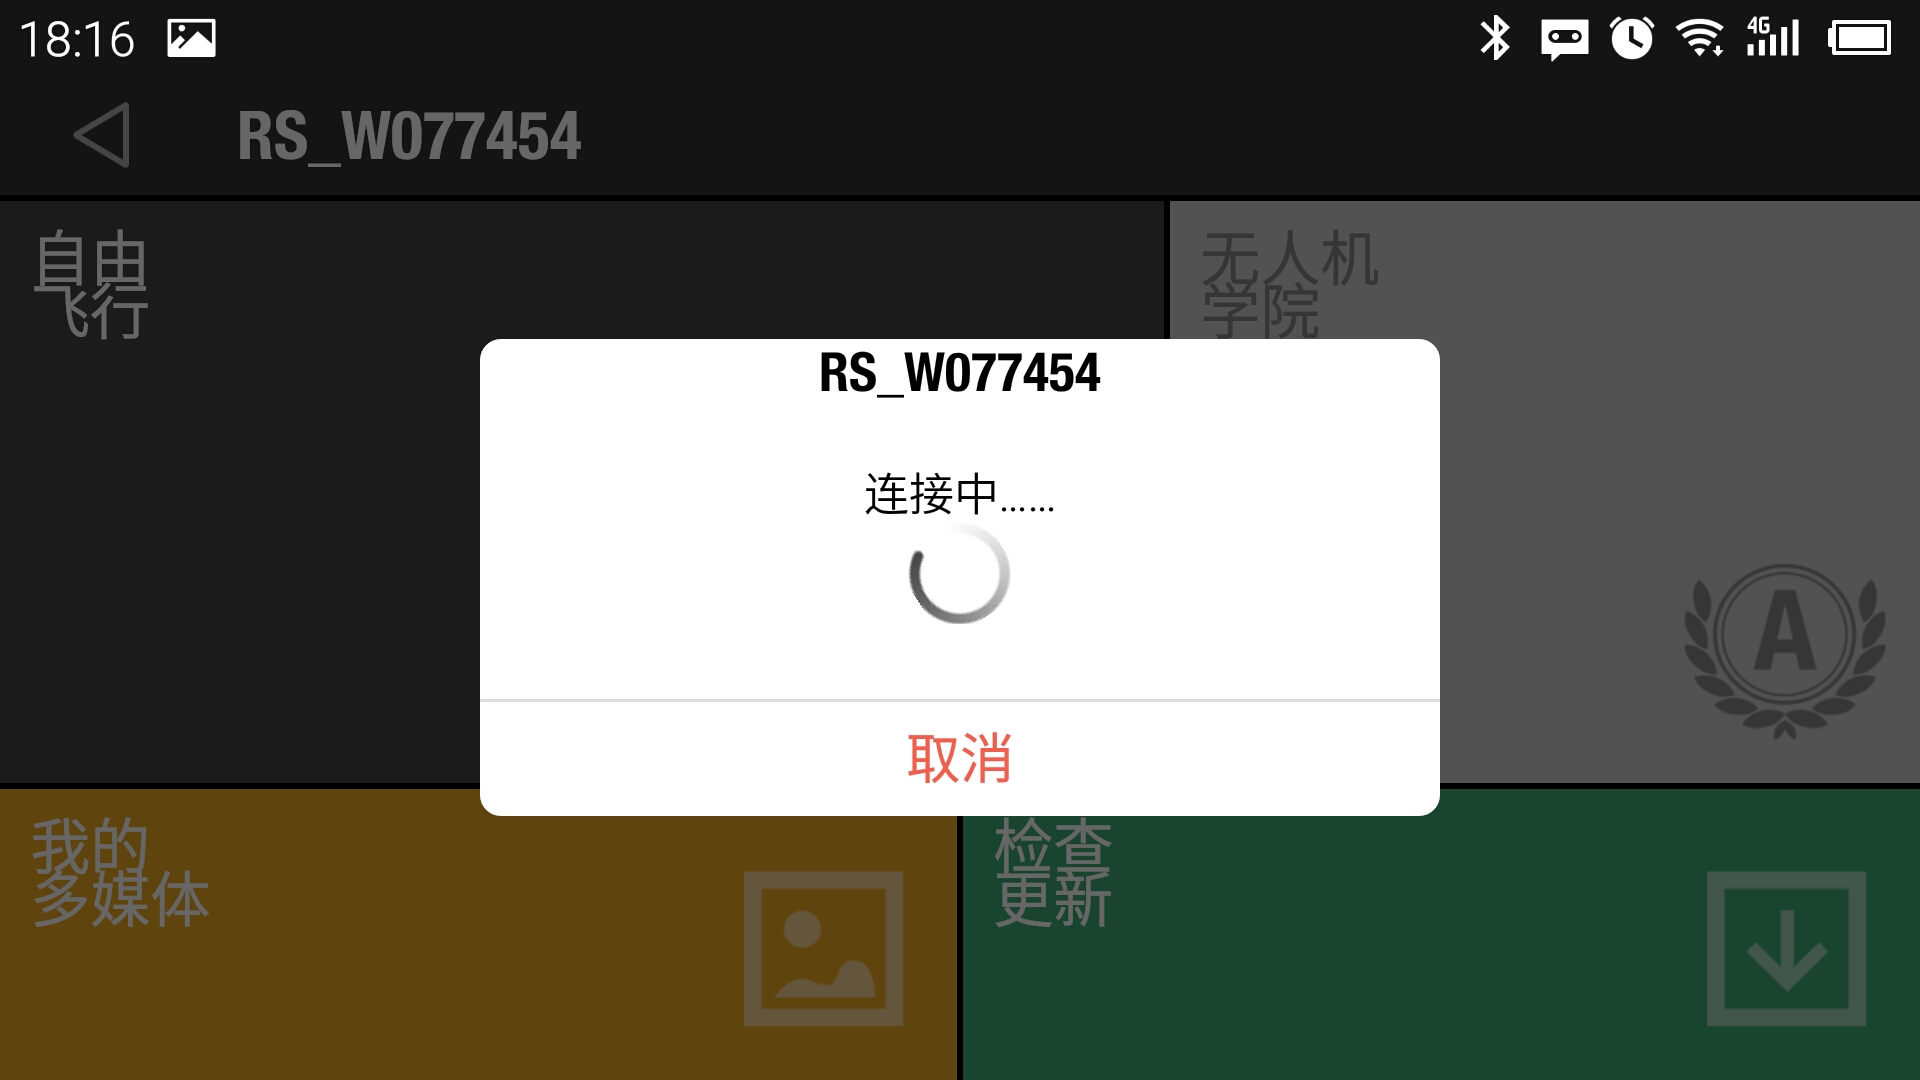 18:16
4G
RS_W077454
自由
飞行
无人机
学院
RS_W077454
连接中......
A
取消
我的
多媒体
检查
更新